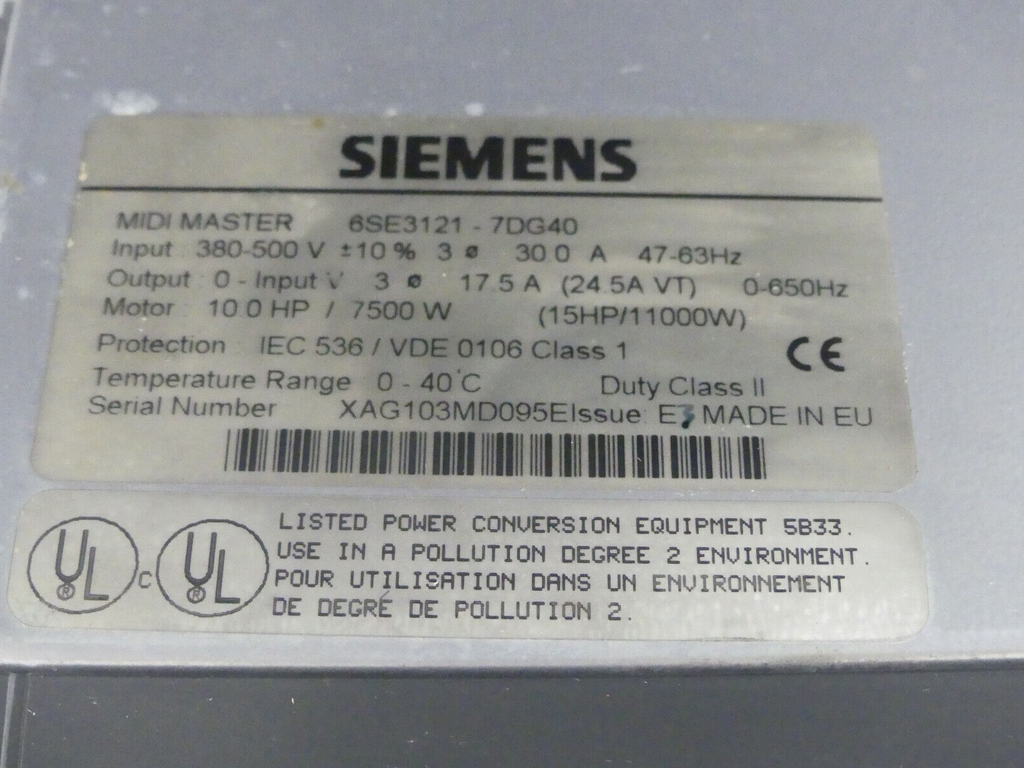 SIEMENS
MIDI MASTER 6SE3121 - 7DG40
Input : 380-500 V ±10 % 3 ø 30.0 A 47-63Hz
Output : 0 - Input V 3 ø 17.5 A (24.5A VT) 0-650Hz
Motor : 10.0 HP / 7500 W (15HP/11000W)
Protection IEC 536 / VDE 0106 Class 1 CE
Temperature Range 0 - 40°C Duty Class II
Serial Number XAG103MD095EIssue: E3 MADE IN EU
UL® c UL®
LISTED POWER CONVERSION EQUIPMENT 5B33.
USE IN A POLLUTION DEGREE 2 ENVIRONMENT.
POUR UTILISATION DANS UN ENVIRONNEMENT
DE DEGRÉ DE POLLUTION 2.